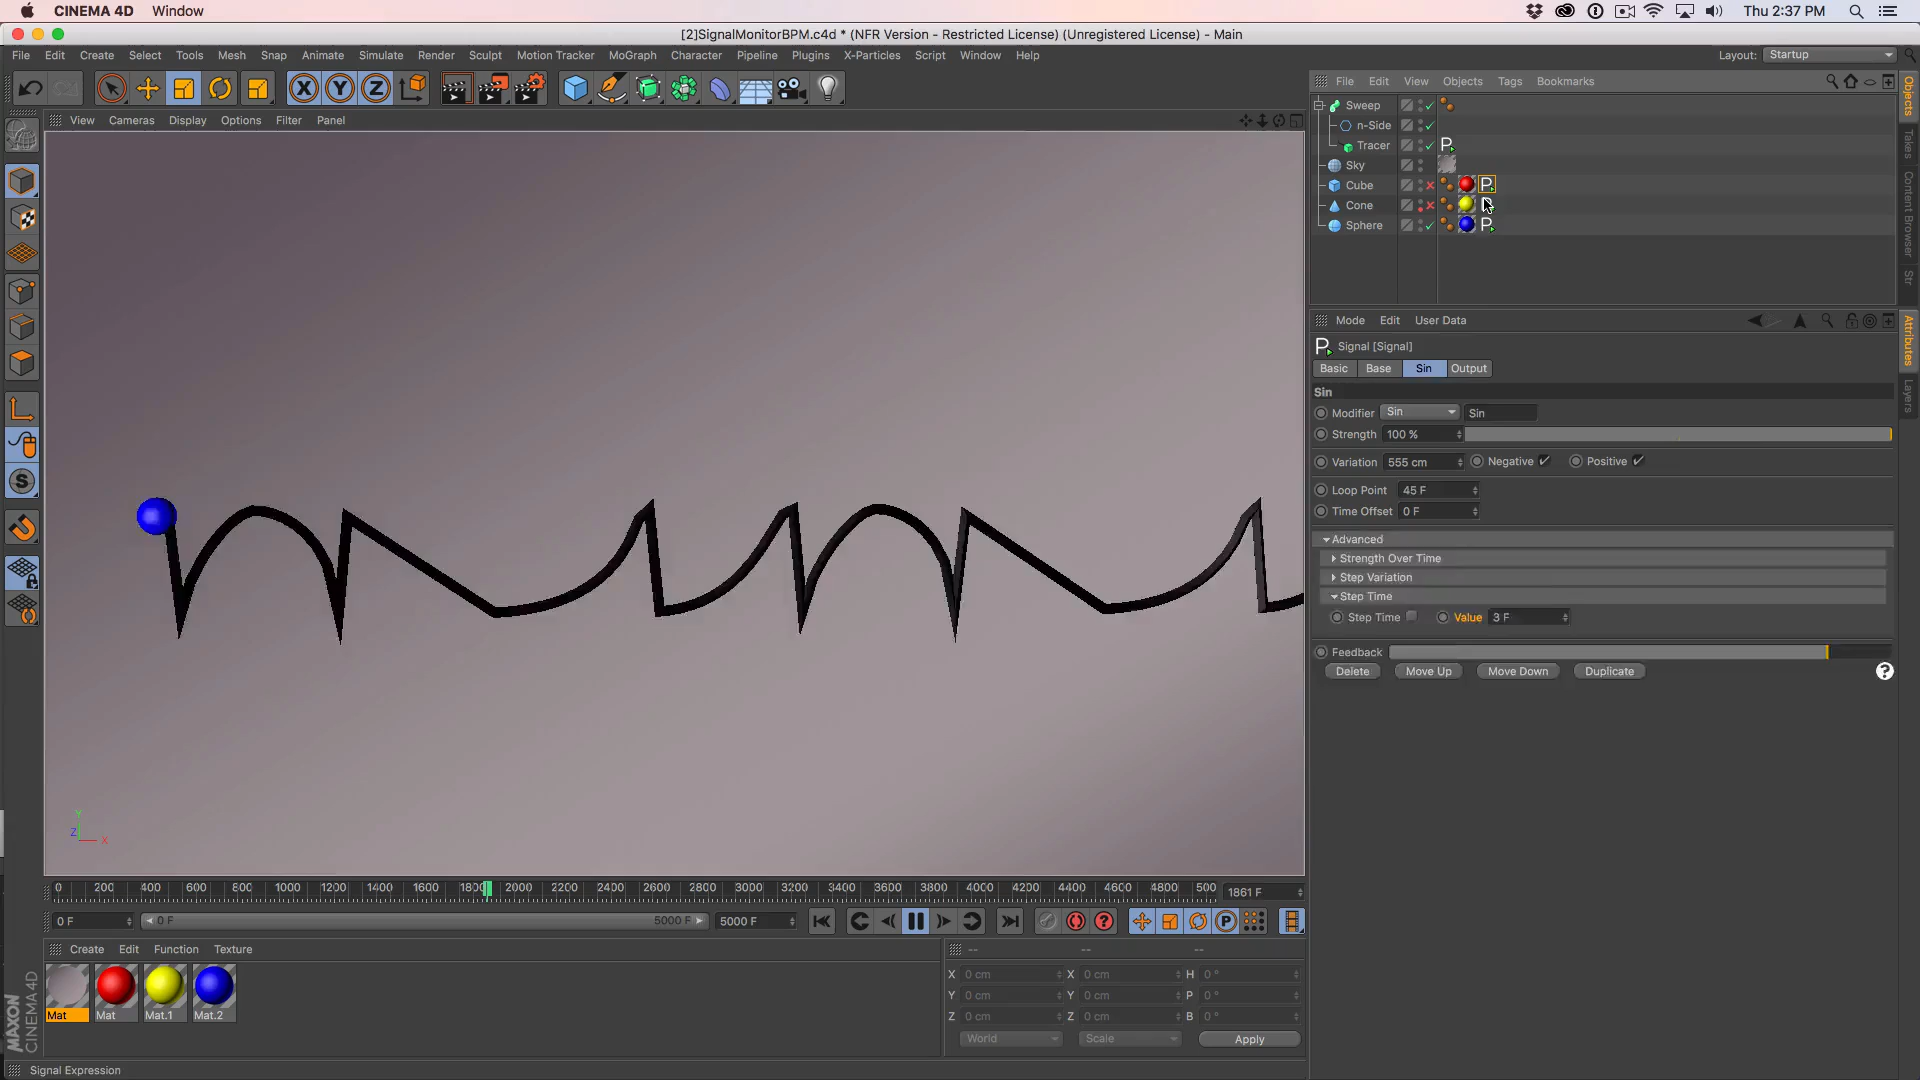 CINEMA 4D Window Thu 2:37 PM
[2]SignalMonitorBPM.c4d * (NFR Version - Restricted License) (Unregistered License) - Main
File Edit Create Select Tools Mesh Snap Animate Simulate Render Sculpt Motion Tracker MoGraph Character Pipeline Plugins X-Particles Script Window Help Layout: Startup
X Y Z
File Edit View Objects Tags Bookmarks
View Cameras Display Options Filter Panel
Sweep
n-Side
Tracer
Sky
Cube
Cone
Sphere
Objects
Takes
Content Browser
Str
Mode Edit User Data
Signal [Signal]
Basic Base Sin Output
Sin
Modifier Sin Sin
Strength 100 %
Variation 555 cm Negative Positive
Loop Point 45 F
Time Offset 0 F
Advanced
Strength Over Time
Step Variation
Step Time
Step Time Value 3 F
Feedback
Delete Move Up Move Down Duplicate ?
Attributes
Layers
Y
Z X
0 200 400 600 800 1000 1200 1400 1600 1800 2000 2200 2400 2600 2800 3000 3200 3400 3600 3800 4000 4200 4400 4600 4800 500 1861 F
0 F 0 F 5000 F 5000 F
Create Edit Function Texture
Mat Mat Mat.1 Mat.2
-- -- --
X 0 cm X 0 cm H 0 °
Y 0 cm Y 0 cm P 0 °
Z 0 cm Z 0 cm B 0 °
World Scale Apply
MAXON
CINEMA 4D
Signal Expression